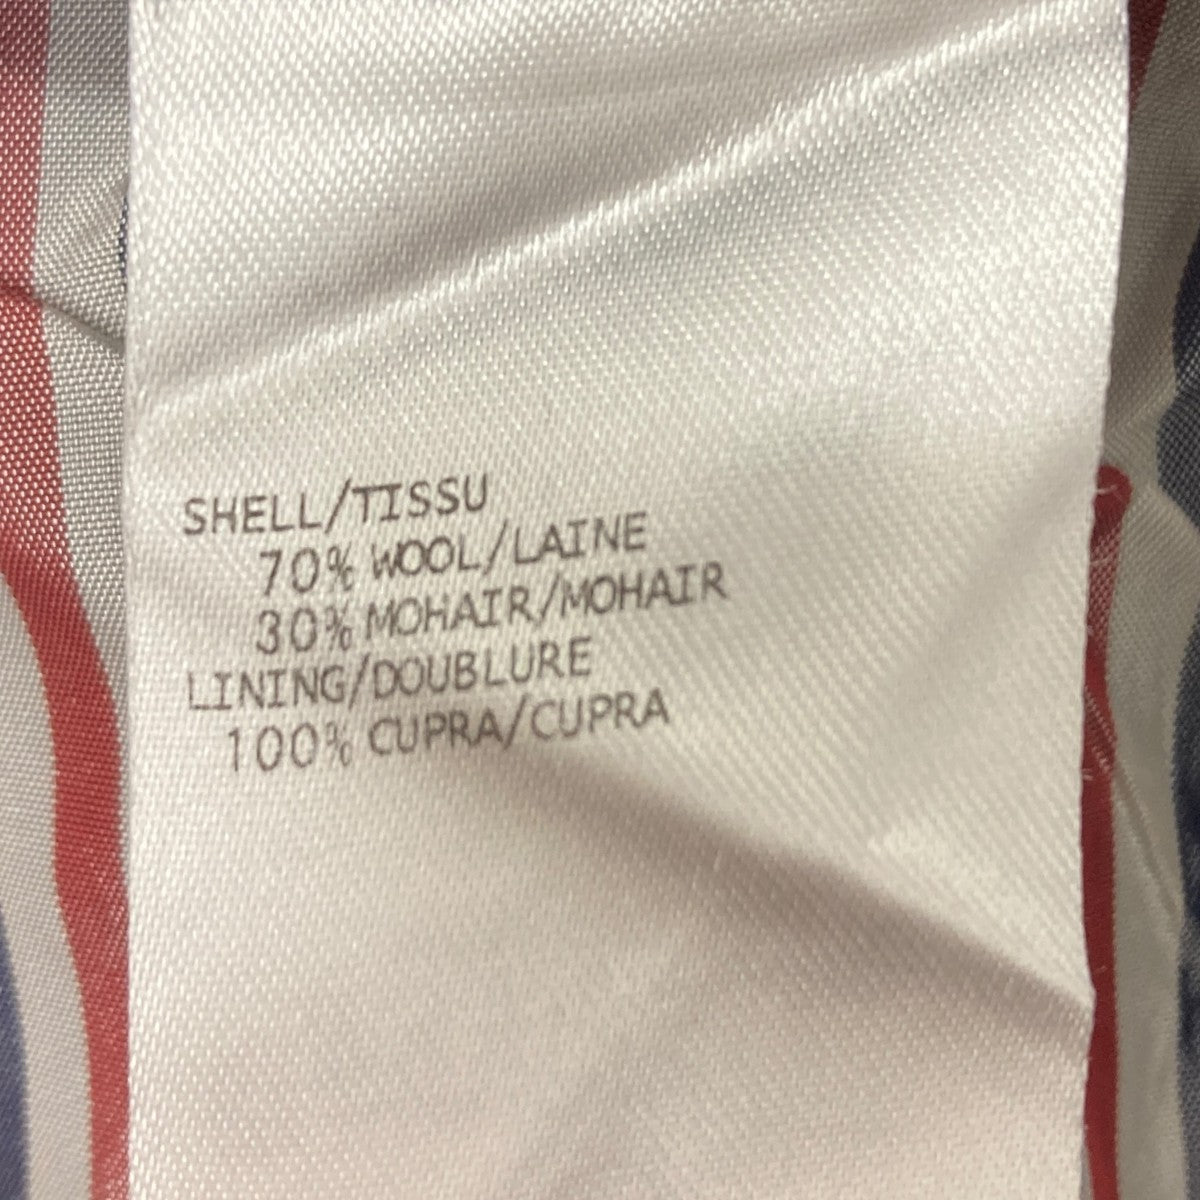 SHELL/TISSU
70% WOOL/LAINE
30% MOHAIR/MOHAIR
LINING/DOUBLURE
100% CUPRA/CUPRA